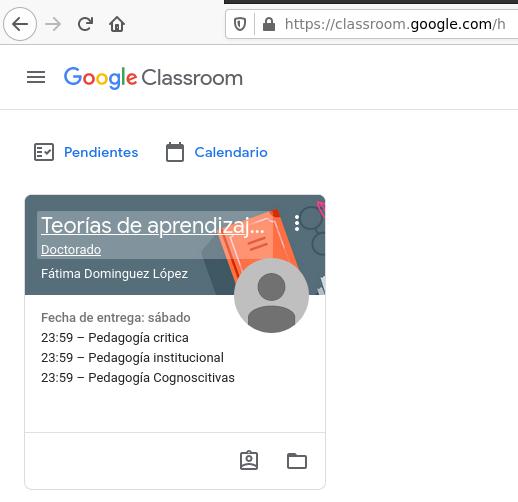 https://classroom.google.com/h
Google Classroom
Pendientes
Calendario
Teorías de aprendizaj...
Doctorado
Fátima Dominguez López
Fecha de entrega: sábado
23:59 – Pedagogía critica
23:59 – Pedagogía institucional
23:59 – Pedagogía Cognoscitivas